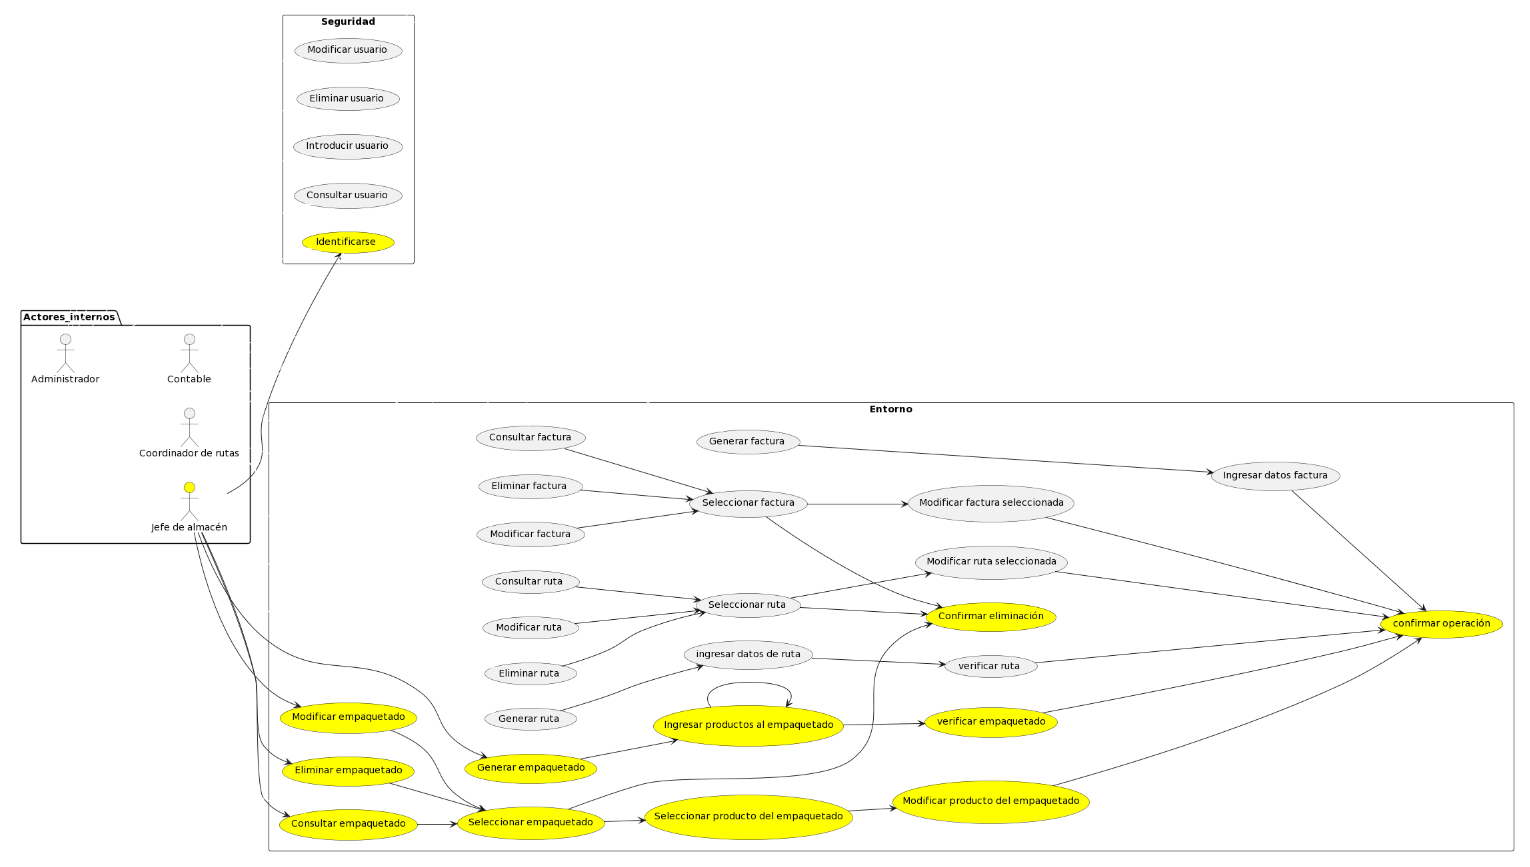 Seguridad
Modificar usuario
Eliminar usuario
Introducir usuario
Consultar usuario
Identificarse
Actores_internos
Administrador
Contable
Coordinador de rutas
Jefe de almacén
Entorno
Consultar factura
Generar factura
Eliminar factura
Ingresar datos factura
Seleccionar factura
Modificar factura seleccionada
Modificar factura
Modificar ruta seleccionada
Consultar ruta
Seleccionar ruta
Confirmar eliminación
confirmar operación
Modificar ruta
ingresar datos de ruta
verificar ruta
Eliminar ruta
Generar ruta
Modificar empaquetado
Ingresar productos al empaquetado
verificar empaquetado
Generar empaquetado
Eliminar empaquetado
Modificar producto del empaquetado
Seleccionar producto del empaquetado
Consultar empaquetado
Seleccionar empaquetado